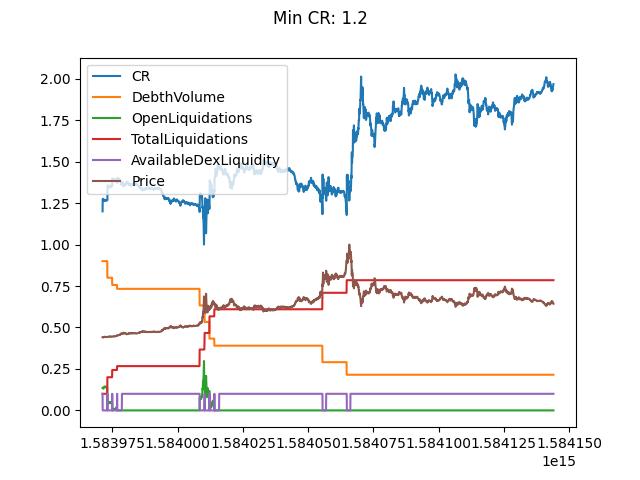 Min CR: 1.2
CR
DebthVolume
OpenLiquidations
TotalLiquidations
AvailableDexLiquidity
Price
2.00
1.75
1.50
1.25
1.00
0.75
0.50
0.25
0.00
1.583975 1.584000 1.584025 1.584050 1.584075 1.584100 1.584125 1.584150
1e15